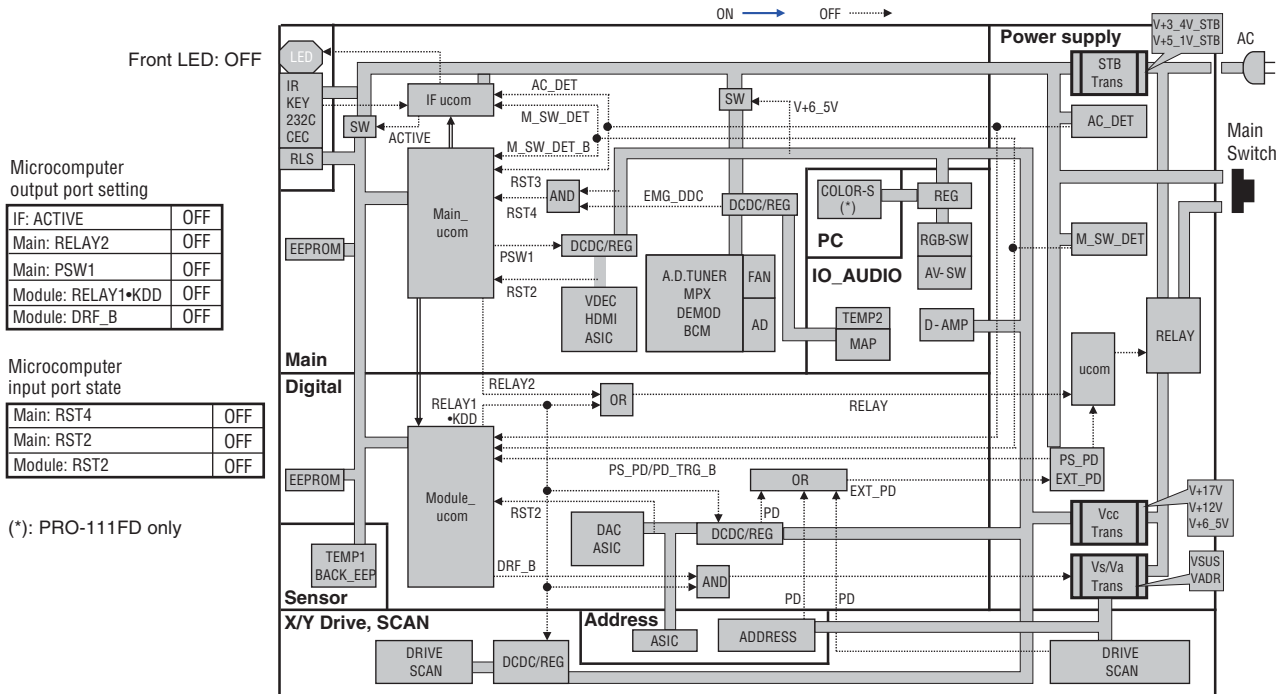 ON
OFF
Front LED: OFF
Microcomputer
output port setting
IF: ACTIVE OFF
Main: RELAY2 OFF
Main: PSW1 OFF
Module: RELAY1•KDD OFF
Module: DRF_B OFF
Microcomputer
input port state
Main: RST4 OFF
Main: RST2 OFF
Module: RST2 OFF
(*): PRO-111FD only
LED
IR
KEY
232C
CEC
RLS
SW
ACTIVE
IF ucom
AC_DET
M_SW_DET
M_SW_DET_B
SW
V+6_5V
Main_
ucom
RST3
RST4
AND
EMG_DDC
DCDC/REG
PSW1
DCDC/REG
RST2
VDEC
HDMI
ASIC
A.D.TUNER
MPX
DEMOD
BCM
FAN
AD
EEPROM
Main
COLOR-S
(*)
PC
REG
RGB-SW
AV-SW
IO_AUDIO
TEMP2
MAP
D-AMP
Power supply
V+3_4V_STB
V+5_1V_STB
AC
STB
Trans
AC_DET
Main
Switch
M_SW_DET
RELAY
ucom
PS_PD
EXT_PD
Vcc
Trans
V+17V
V+12V
V+6_5V
Vs/Va
Trans
VSUS
VADR
Digital
RELAY2
RELAY1
•KDD
OR
RELAY
EEPROM
Module_
ucom
PS_PD/PD_TRG_B
RST2
OR
EXT_PD
PD
DAC
ASIC
DCDC/REG
DRF_B
AND
PD
PD
TEMP1
BACK_EEP
Sensor
X/Y Drive, SCAN
DRIVE
SCAN
DCDC/REG
Address
ASIC
ADDRESS
DRIVE
SCAN